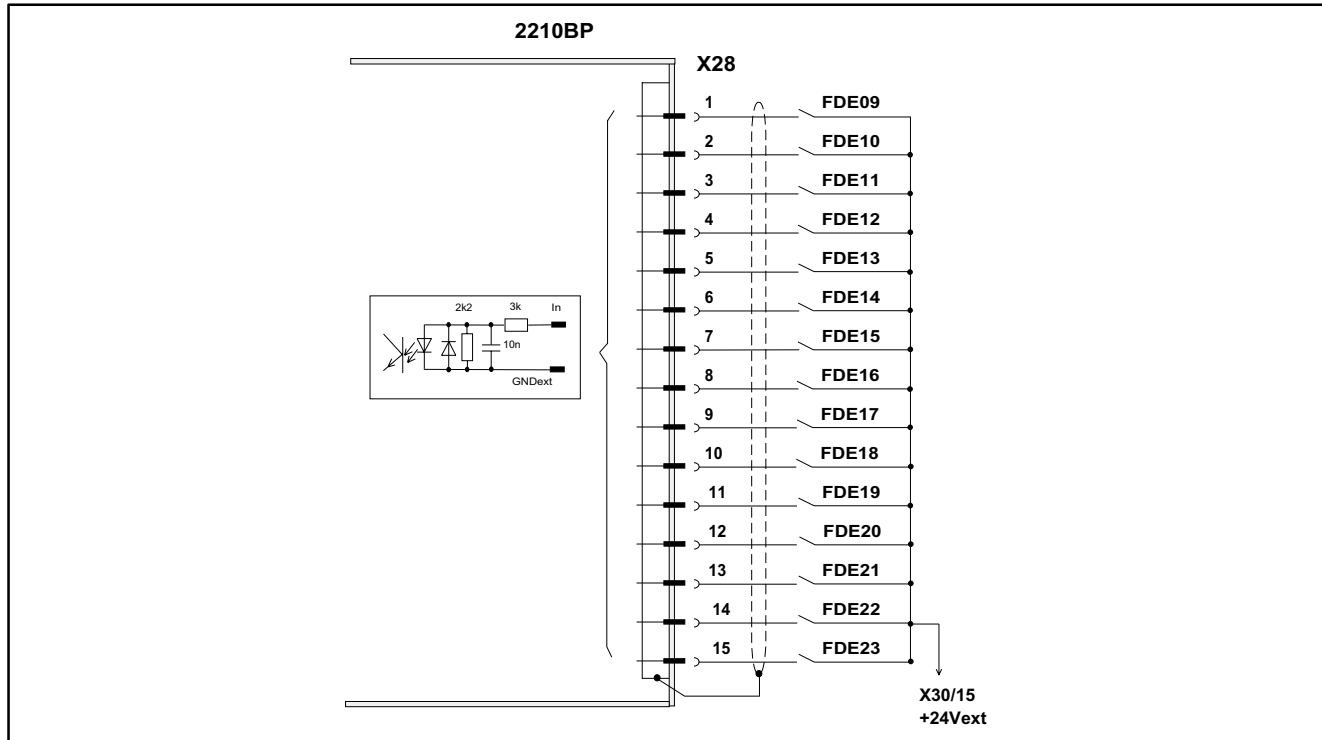 2210BP
X28
1 FDE09
2 FDE10
3 FDE11
4 FDE12
5 FDE13
6 FDE14
7 FDE15
8 FDE16
9 FDE17
10 FDE18
11 FDE19
12 FDE20
13 FDE21
14 FDE22
15 FDE23
2k2 3k In
10n
GNDext
X30/15
+24Vext